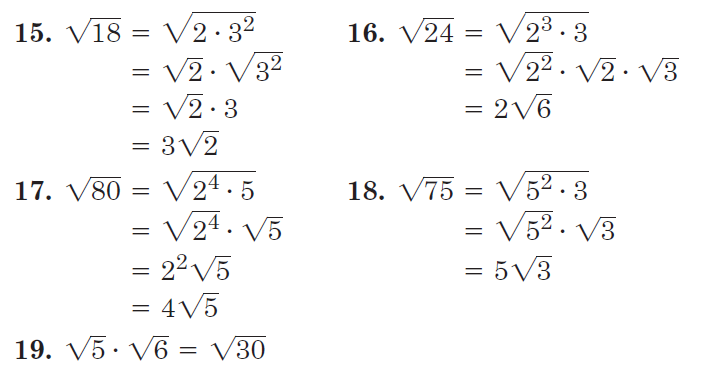 15. √18 = √(2 · 3²)
= √2 · √3²
= √2 · 3
= 3√2
16. √24 = √(2³ · 3)
= √2² · √2 · √3
= 2√6
17. √80 = √(2⁴ · 5)
= √2⁴ · √5
= 2²√5
= 4√5
18. √75 = √(5² · 3)
= √5² · √3
= 5√3
19. √5 · √6 = √30